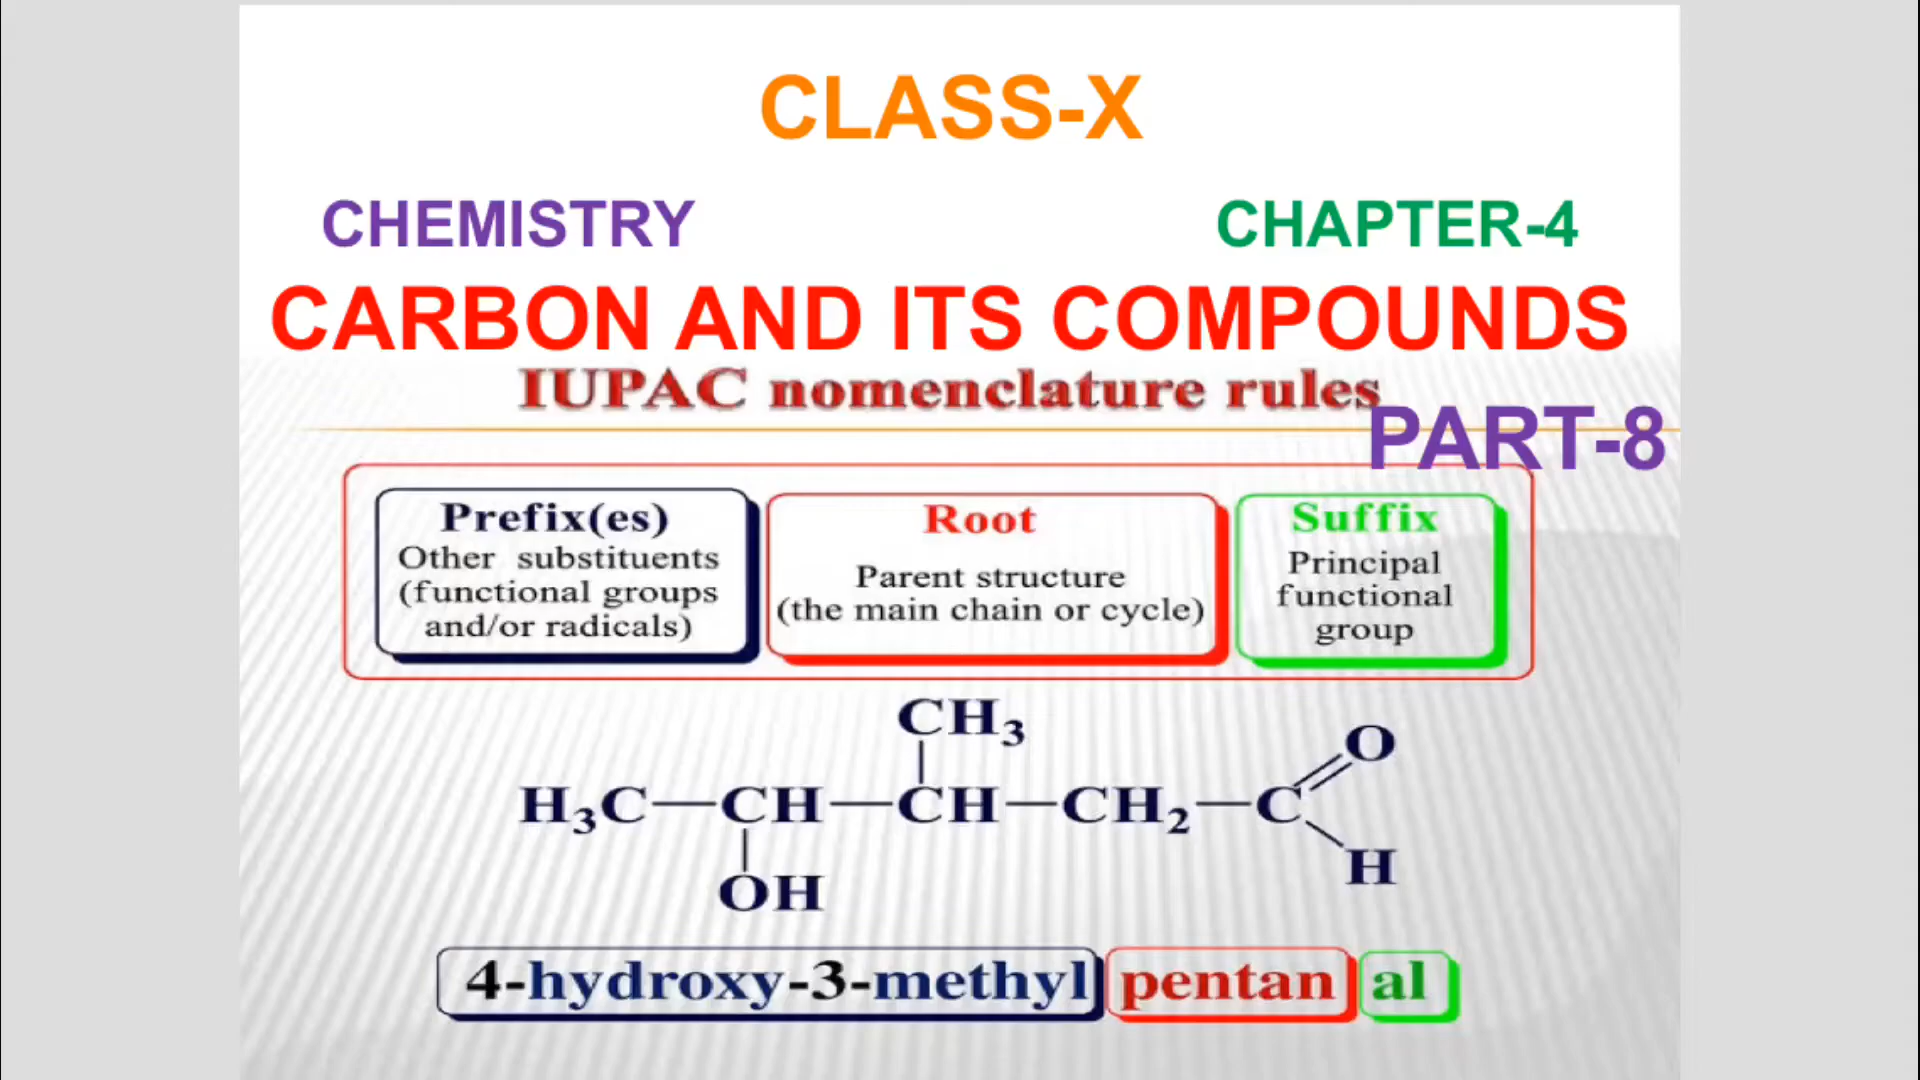 CLASS-X
CHEMISTRY CHAPTER-4
CARBON AND ITS COMPOUNDS
IUPAC nomenclature rules
PART-8
Prefix(es)
Other substituents
(functional groups
and/or radicals)
Root
Parent structure
(the main chain or cycle)
Suffix
Principal
functional
group
CH₃
O
H₃C—CH—CH—CH₂—C
H
OH
4-hydroxy-3-methyl pentan al